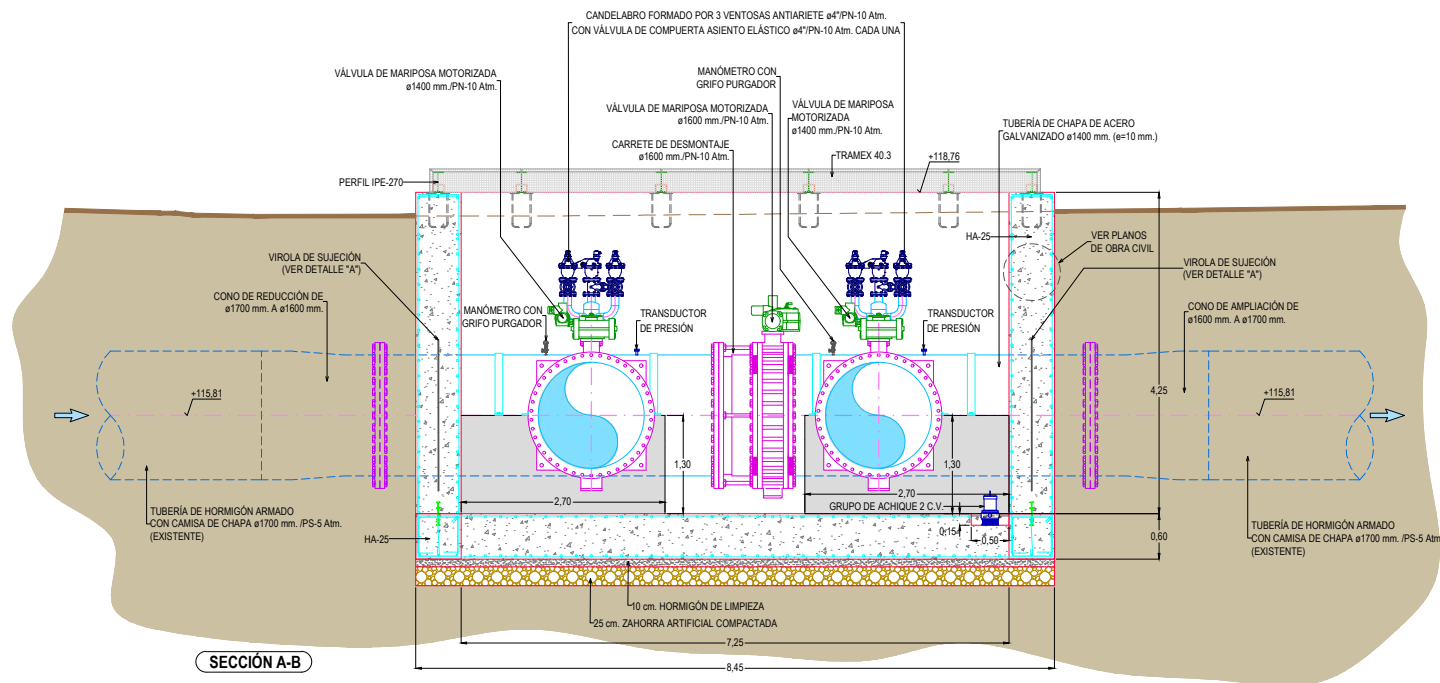 CANDELABRO FORMADO POR 3 VENTOSAS ANTIARIETE ø4"/PN-10 Atm.
CON VÁLVULA DE COMPUERTA ASIENTO ELÁSTICO ø4"/PN-10 Atm. CADA UNA
VÁLVULA DE MARIPOSA MOTORIZADA
ø1400 mm./PN-10 Atm.
MANÓMETRO CON
GRIFO PURGADOR
VÁLVULA DE MARIPOSA MOTORIZADA
ø1600 mm./PN-10 Atm.
VÁLVULA DE MARIPOSA
MOTORIZADA
ø1400 mm./PN-10 Atm.
TUBERÍA DE CHAPA DE ACERO
GALVANIZADO ø1400 mm. (e=10 mm.)
CARRETE DE DESMONTAJE
ø1600 mm./PN-10 Atm.
TRAMEX 40.3
+118,76
PERFIL IPE-270
HA-25
VER PLANOS
DE OBRA CIVIL
VIROLA DE SUJECIÓN
(VER DETALLE "A")
VIROLA DE SUJECIÓN
(VER DETALLE "A")
CONO DE REDUCCIÓN DE
ø1700 mm. A ø1600 mm.
CONO DE AMPLIACIÓN DE
ø1600 mm. A ø1700 mm.
MANÓMETRO CON
GRIFO PURGADOR
TRANSDUCTOR
DE PRESIÓN
TRANSDUCTOR
DE PRESIÓN
+115,81
+115,81
4,25
1,30
1,30
2,70
2,70
GRUPO DE ACHIQUE 2 C.V.
0,15
0,50
0,60
TUBERÍA DE HORMIGÓN ARMADO
CON CAMISA DE CHAPA ø1700 mm. /PS-5 Atm.
(EXISTENTE)
HA-25
TUBERÍA DE HORMIGÓN ARMADO
CON CAMISA DE CHAPA ø1700 mm. /PS-5 Atm.
(EXISTENTE)
10 cm. HORMIGÓN DE LIMPIEZA
25 cm. ZAHORRA ARTIFICIAL COMPACTADA
7,25
8,45
SECCIÓN A-B